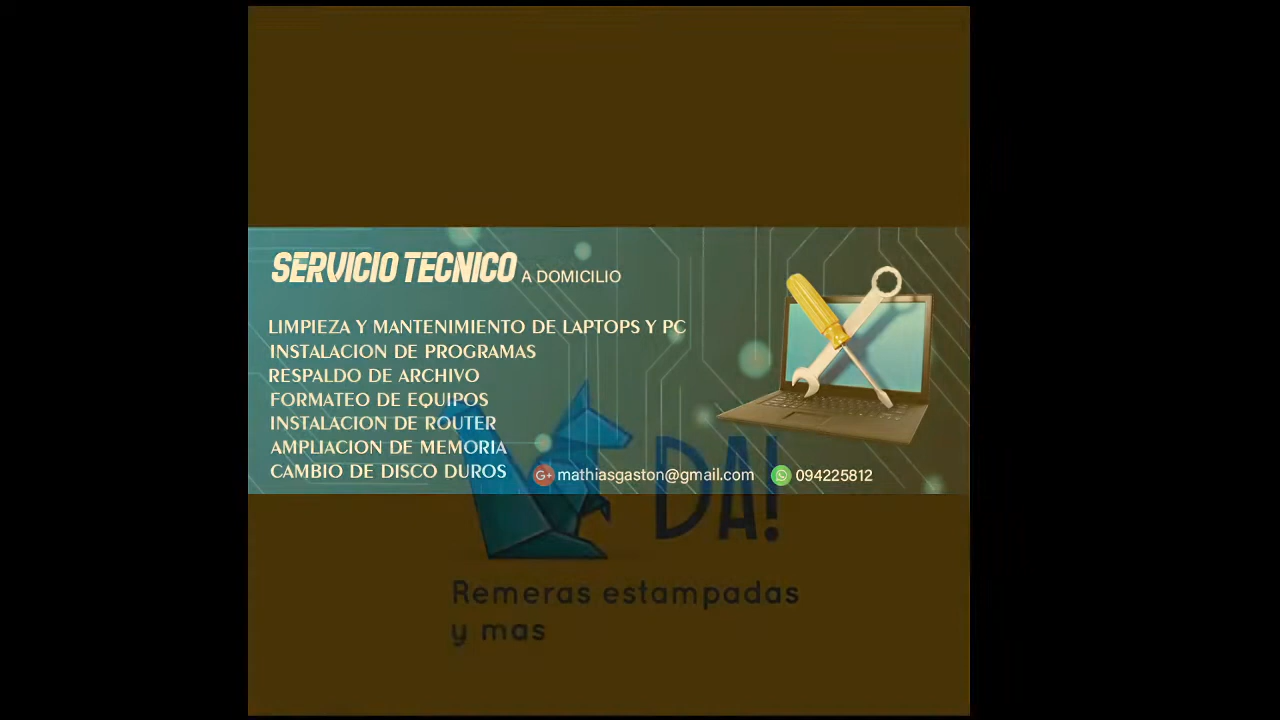 SERVICIO TECNICO A DOMICILIO
LIMPIEZA Y MANTENIMIENTO DE LAPTOPS Y PC
INSTALACION DE PROGRAMAS
RESPALDO DE ARCHIVO
FORMATEO DE EQUIPOS
INSTALACION DE ROUTER
AMPLIACION DE MEMORIA
CAMBIO DE DISCO DUROS
G+ mathiasgaston@gmail.com 094225812
DA!
Remeras estampadas
y mas